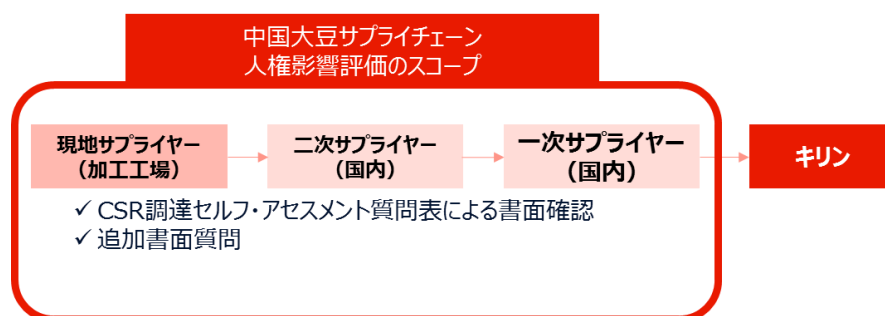 中国大豆サプライチェーン
人権影響評価のスコープ
現地サプライヤー
（加工工場）
二次サプライヤー
（国内）
一次サプライヤー
（国内）
キリン
✓ CSR調達セルフ・アセスメント質問表による書面確認
✓ 追加書面質問